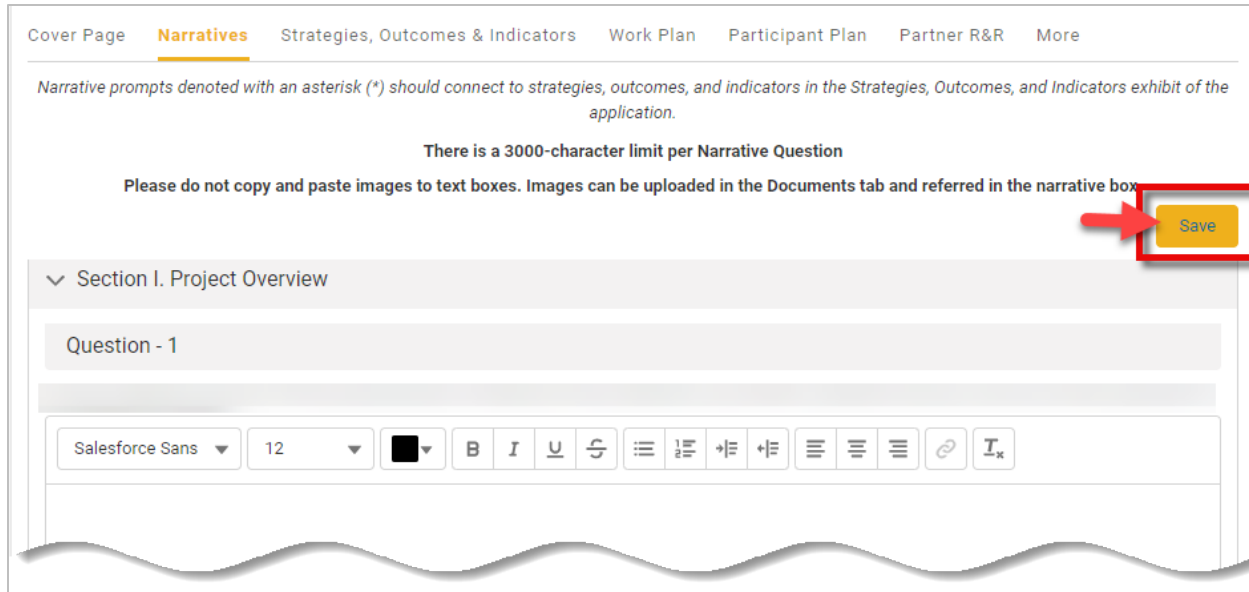 Cover Page Narratives Strategies, Outcomes & Indicators Work Plan Participant Plan Partner R&R More
Narrative prompts denoted with an asterisk (*) should connect to strategies, outcomes, and indicators in the Strategies, Outcomes, and Indicators exhibit of the
application.
There is a 3000-character limit per Narrative Question
Please do not copy and paste images to text boxes. Images can be uploaded in the Documents tab and referred in the narrative box
Save
Section I. Project Overview
Question - 1
Salesforce Sans 12 B I U S